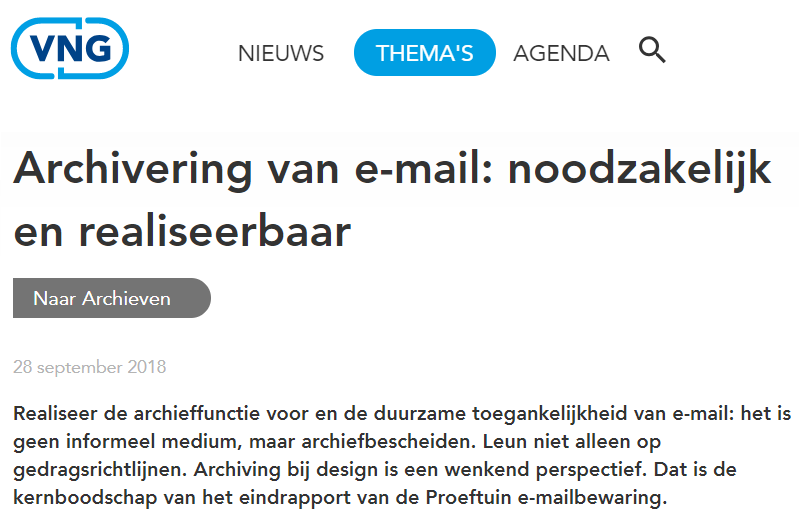 VNG
NIEUWS THEMA'S AGENDA
Archivering van e-mail: noodzakelijk
en realiseerbaar
Naar Archieven
28 september 2018
Realiseer de archieffunctie voor en de duurzame toegankelijkheid van e-mail: het is
geen informeel medium, maar archiefbescheiden. Leun niet alleen op
gedragsrichtlijnen. Archiving bij design is een wenkend perspectief. Dat is de
kernboodschap van het eindrapport van de Proeftuin e-mailbewaring.